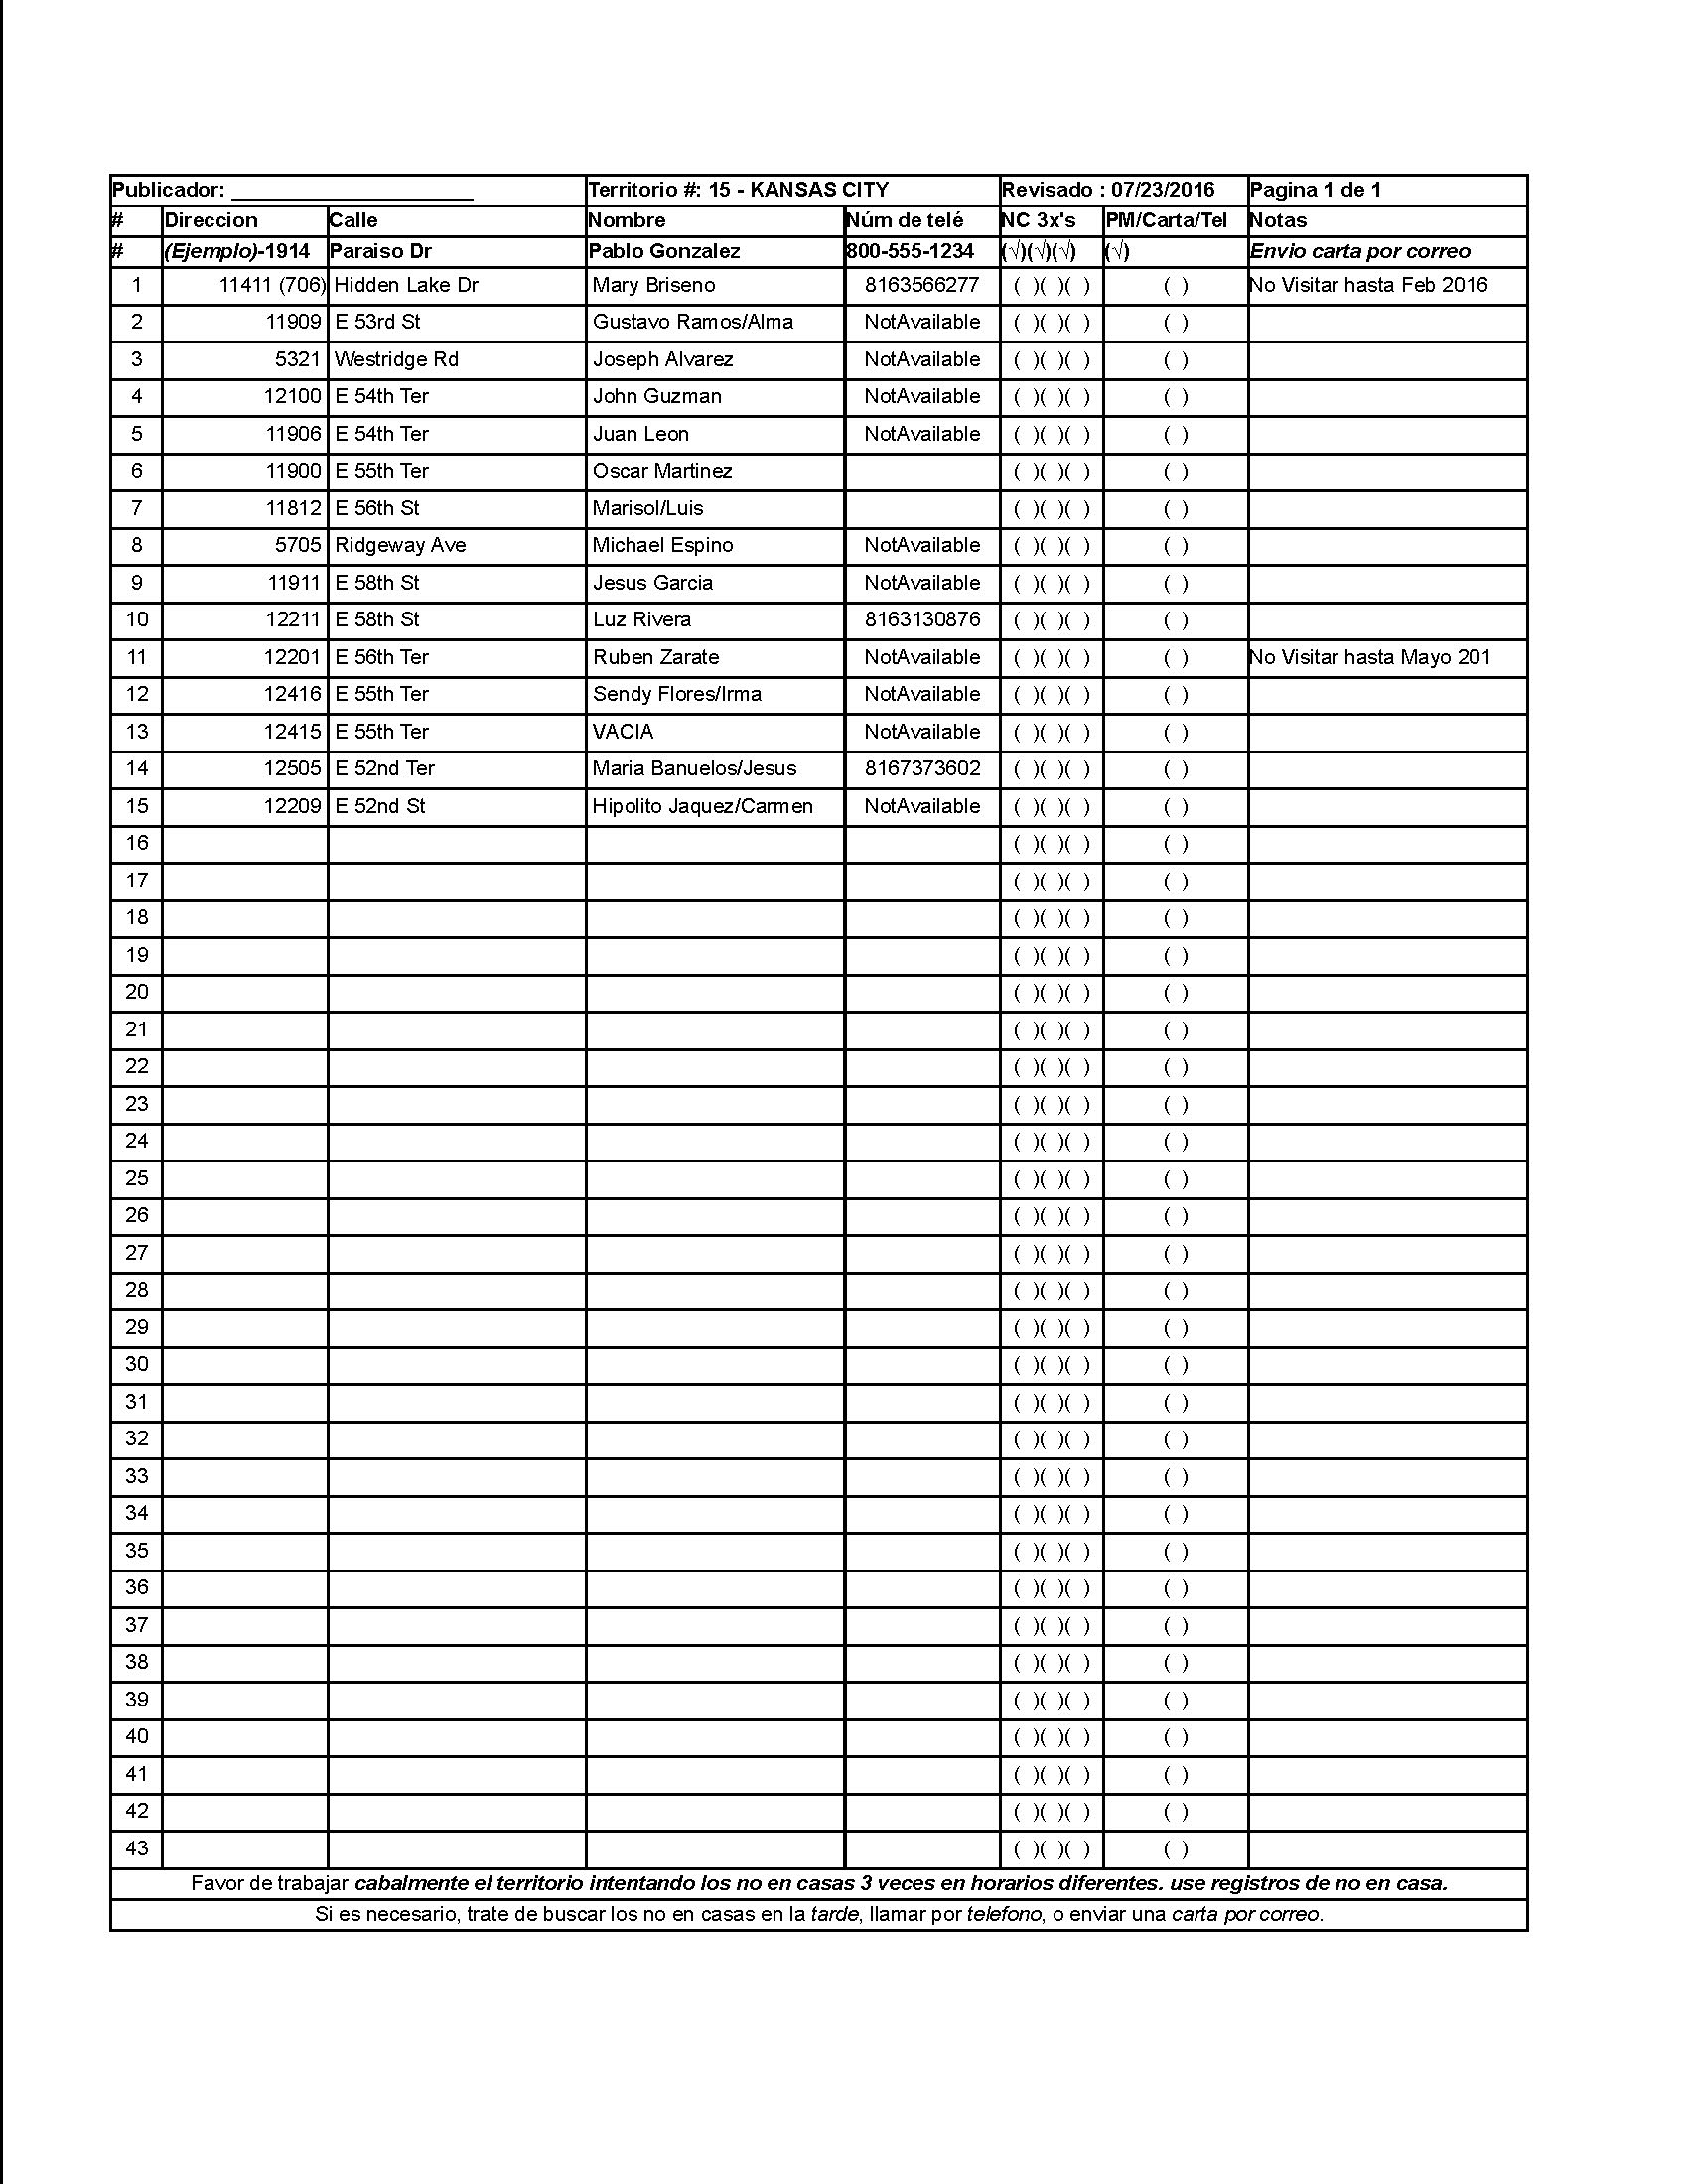 Publicador: ____________________ Territorio #: 15 - KANSAS CITY Revisado : 07/23/2016 Pagina 1 de 1
# Direccion Calle Nombre Núm de telé NC 3x's PM/Carta/Tel Notas
# (Ejemplo)-1914 Paraiso Dr Pablo Gonzalez 800-555-1234 (√)(√)(√) (√) Envio carta por correo
1 11411 (706) Hidden Lake Dr Mary Briseno 8163566277 ( )( )( ) ( ) No Visitar hasta Feb 2016
2 11909 E 53rd St Gustavo Ramos/Alma NotAvailable ( )( )( ) ( )
3 5321 Westridge Rd Joseph Alvarez NotAvailable ( )( )( ) ( )
4 12100 E 54th Ter John Guzman NotAvailable ( )( )( ) ( )
5 11906 E 54th Ter Juan Leon NotAvailable ( )( )( ) ( )
6 11900 E 55th Ter Oscar Martinez ( )( )( ) ( )
7 11812 E 56th St Marisol/Luis ( )( )( ) ( )
8 5705 Ridgeway Ave Michael Espino NotAvailable ( )( )( ) ( )
9 11911 E 58th St Jesus Garcia NotAvailable ( )( )( ) ( )
10 12211 E 58th St Luz Rivera 8163130876 ( )( )( ) ( )
11 12201 E 56th Ter Ruben Zarate NotAvailable ( )( )( ) ( ) No Visitar hasta Mayo 201
12 12416 E 55th Ter Sendy Flores/Irma NotAvailable ( )( )( ) ( )
13 12415 E 55th Ter VACIA NotAvailable ( )( )( ) ( )
14 12505 E 52nd Ter Maria Banuelos/Jesus 8167373602 ( )( )( ) ( )
15 12209 E 52nd St Hipolito Jaquez/Carmen NotAvailable ( )( )( ) ( )
16 ( )( )( ) ( )
17 ( )( )( ) ( )
18 ( )( )( ) ( )
19 ( )( )( ) ( )
20 ( )( )( ) ( )
21 ( )( )( ) ( )
22 ( )( )( ) ( )
23 ( )( )( ) ( )
24 ( )( )( ) ( )
25 ( )( )( ) ( )
26 ( )( )( ) ( )
27 ( )( )( ) ( )
28 ( )( )( ) ( )
29 ( )( )( ) ( )
30 ( )( )( ) ( )
31 ( )( )( ) ( )
32 ( )( )( ) ( )
33 ( )( )( ) ( )
34 ( )( )( ) ( )
35 ( )( )( ) ( )
36 ( )( )( ) ( )
37 ( )( )( ) ( )
38 ( )( )( ) ( )
39 ( )( )( ) ( )
40 ( )( )( ) ( )
41 ( )( )( ) ( )
42 ( )( )( ) ( )
43 ( )( )( ) ( )
Favor de trabajar cabalmente el territorio intentando los no en casas 3 veces en horarios diferentes. use registros de no en casa.
Si es necesario, trate de buscar los no en casas en la tarde, llamar por telefono, o enviar una carta por correo.